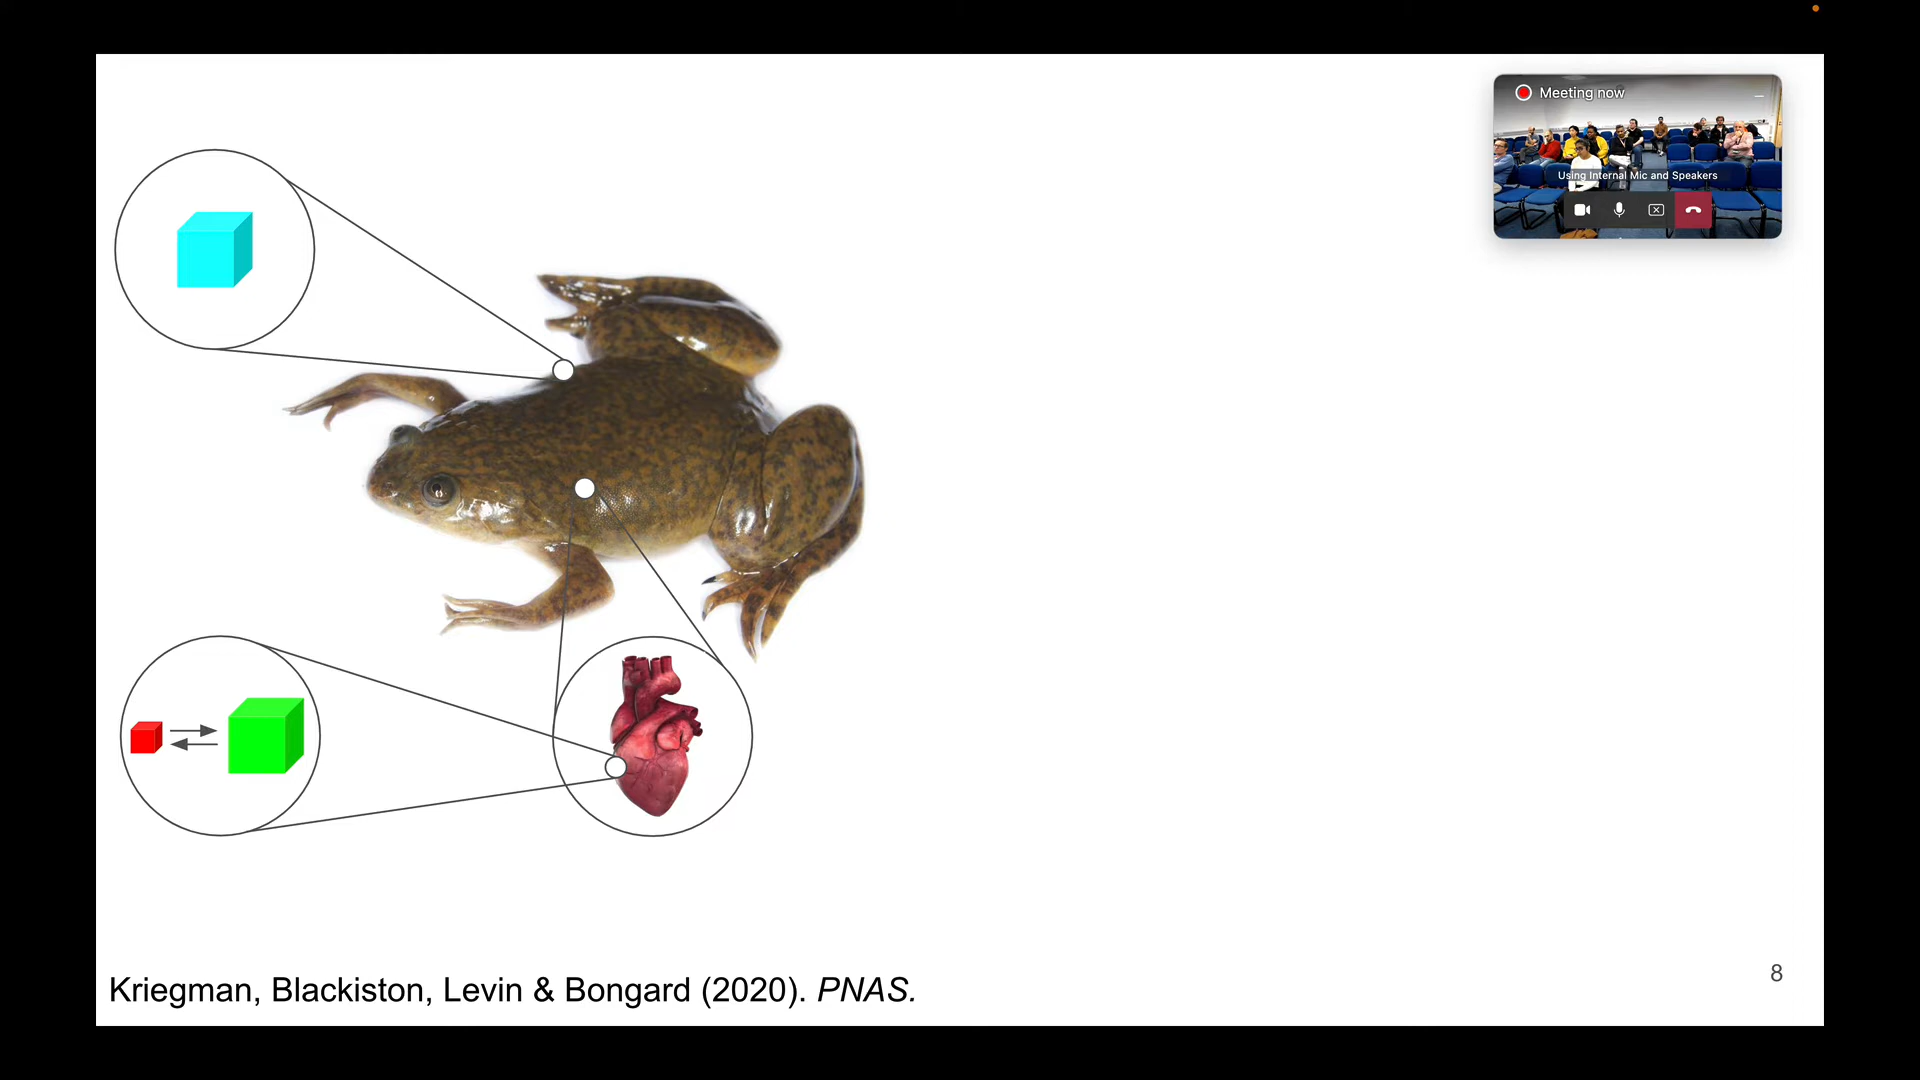 Meeting now
Using Internal Mic and Speakers
Kriegman, Blackiston, Levin & Bongard (2020). PNAS.
8